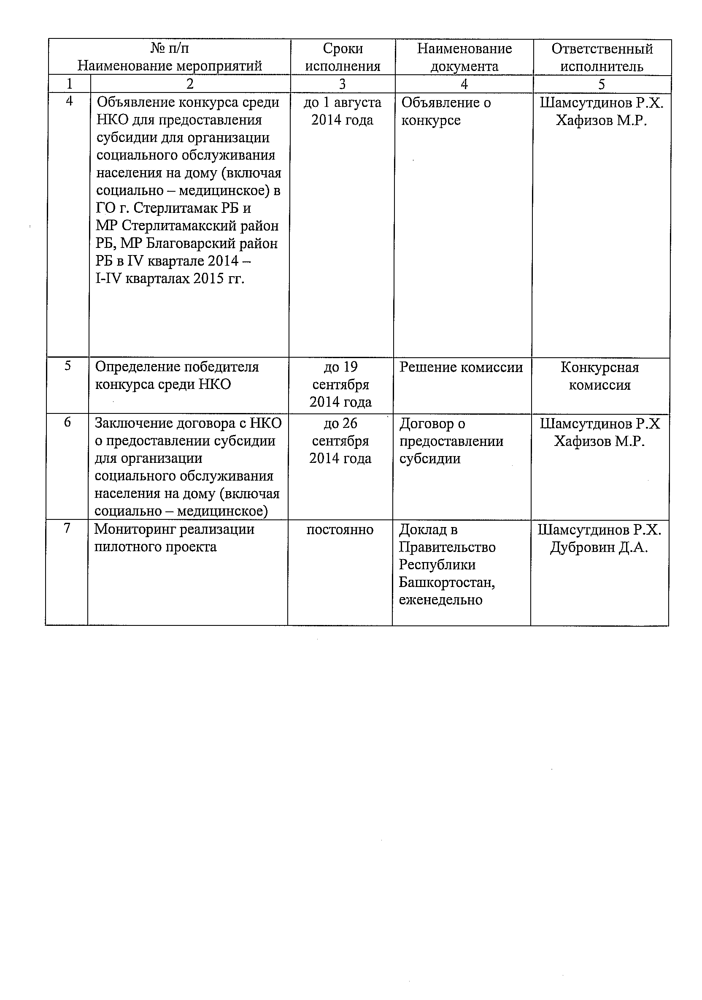 № п/п
Наименование мероприятий
Сроки
исполнения
Наименование
документа
Ответственный
исполнитель
1
2
3
4
5
4
Объявление конкурса среди
НКО для предоставления
субсидии для организации
социального обслуживания
населения на дому (включая
социально – медицинское) в
ГО г. Стерлитамак РБ и
МР Стерлитамакский район
РБ, МР Благоварский район
РБ в IV квартале 2014 –
I-IV кварталах 2015 гг.
до 1 августа
2014 года
Объявление о
конкурсе
Шамсутдинов Р.Х.
Хафизов М.Р.
5
Определение победителя
конкурса среди НКО
до 19
сентября
2014 года
Решение комиссии
Конкурсная
комиссия
6
Заключение договора с НКО
о предоставлении субсидии
для организации
социального обслуживания
населения на дому (включая
социально – медицинское)
до 26
сентября
2014 года
Договор о
предоставлении
субсидии
Шамсутдинов Р.Х
Хафизов М.Р.
7
Мониторинг реализации
пилотного проекта
постоянно
Доклад в
Правительство
Республики
Башкортостан,
еженедельно
Шамсутдинов Р.Х.
Дубровин Д.А.